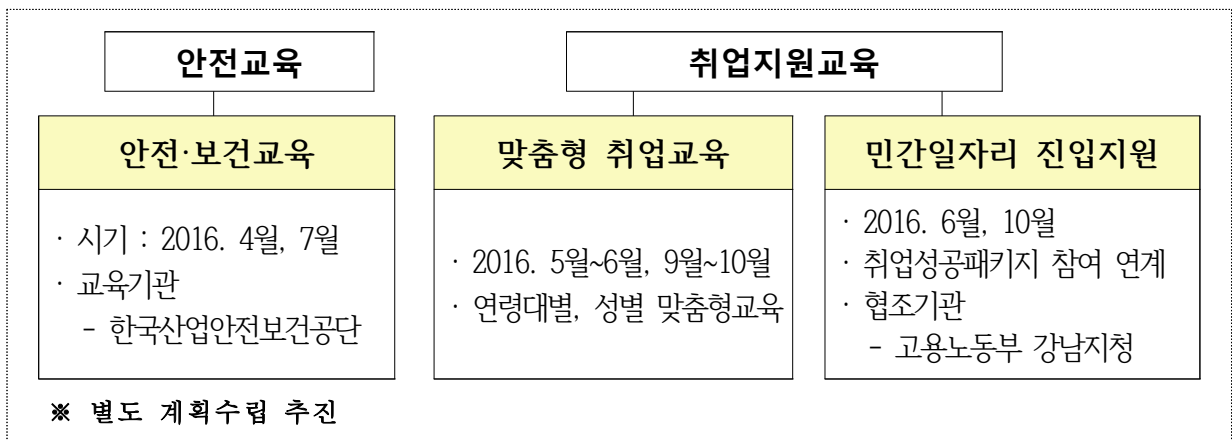 안전교육
취업지원교육
안전·보건교육
· 시기 : 2016. 4월, 7월
· 교육기관
- 한국산업안전보건공단
맞춤형 취업교육
· 2016. 5월~6월, 9월~10월
· 연령대별, 성별 맞춤형교육
민간일자리 진입지원
· 2016. 6월, 10월
· 취업성공패키지 참여 연계
· 협조기관
- 고용노동부 강남지청
※ 별도 계획수립 추진